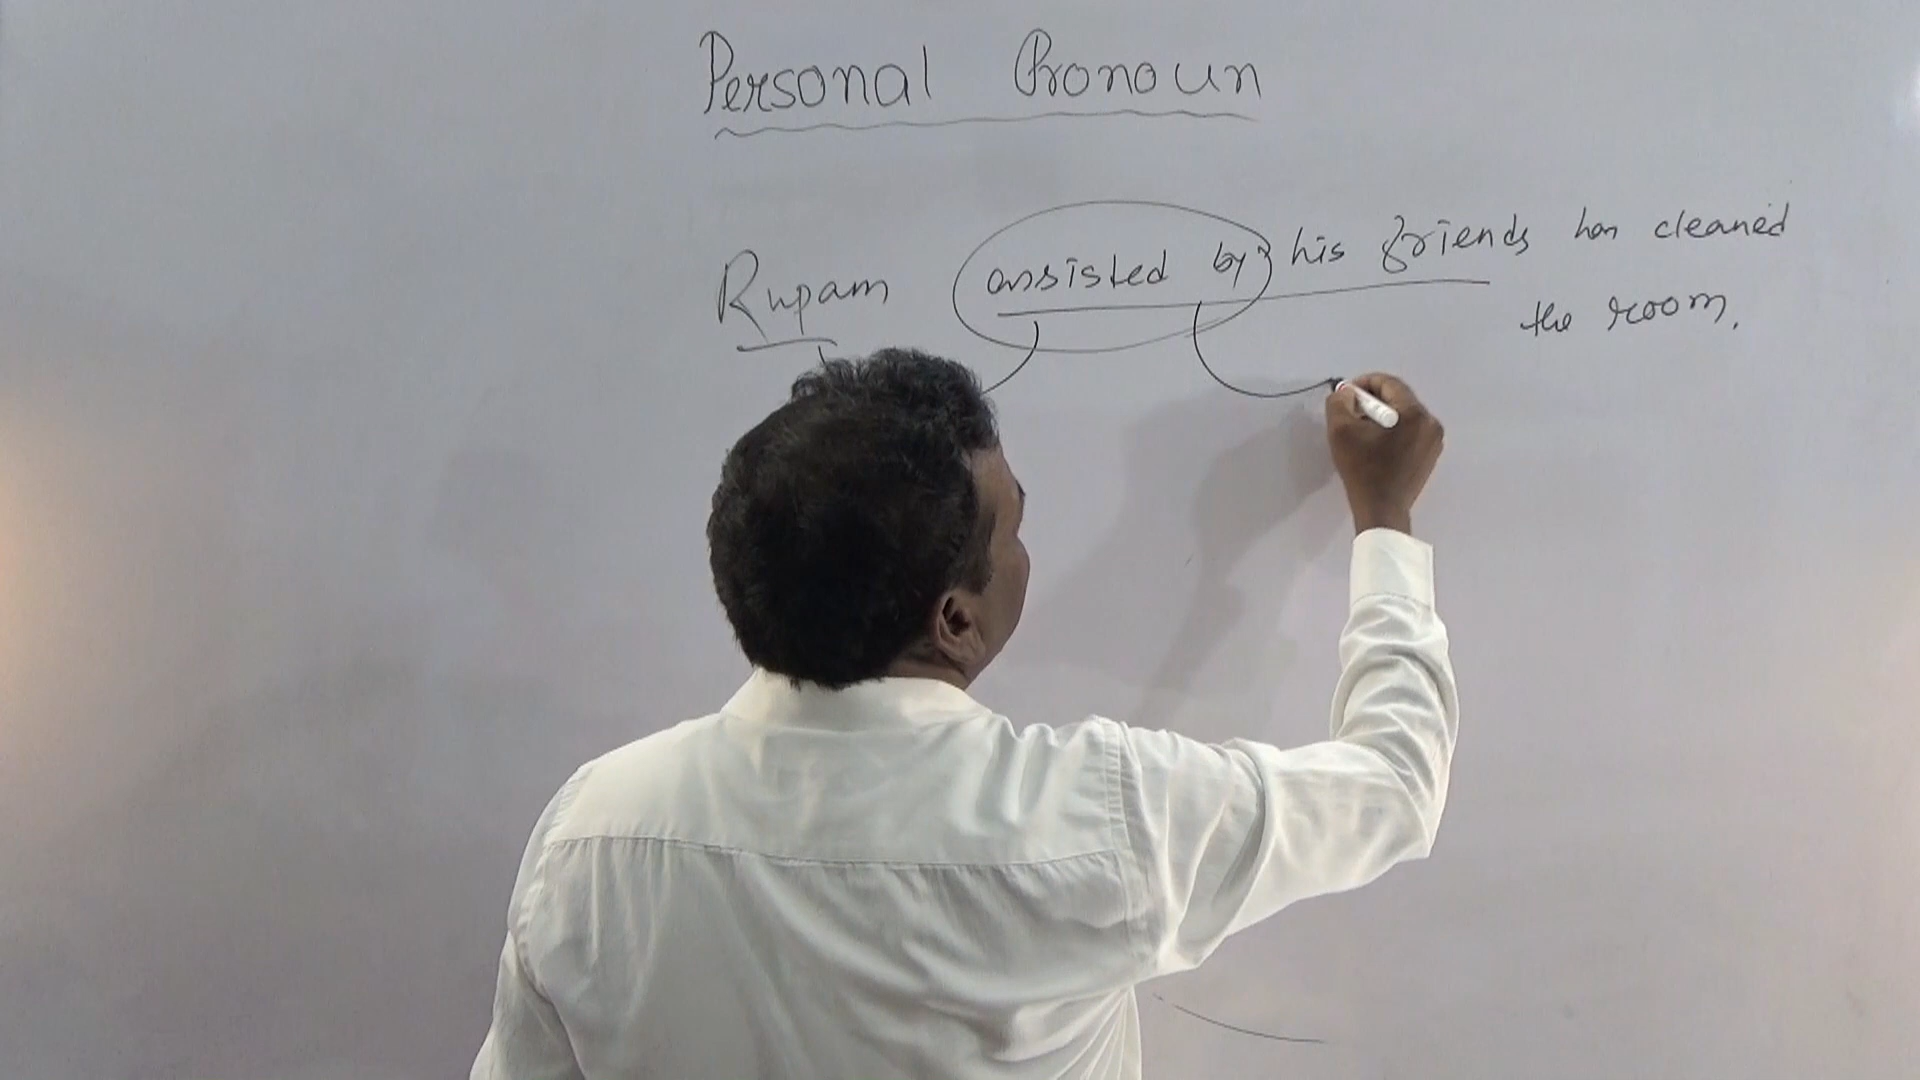 Personal Pronoun
Rupam assisted by his friends has cleaned
the room.